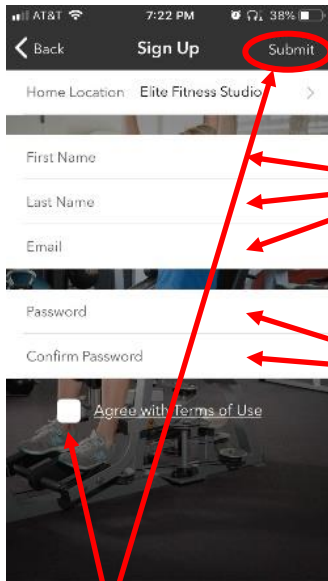 AT&T 7:22 PM 38%
Back Sign Up Submit
Home Location Elite Fitness Studio
First Name
Last Name
Email
Password
Confirm Password
Agree with Terms of Use